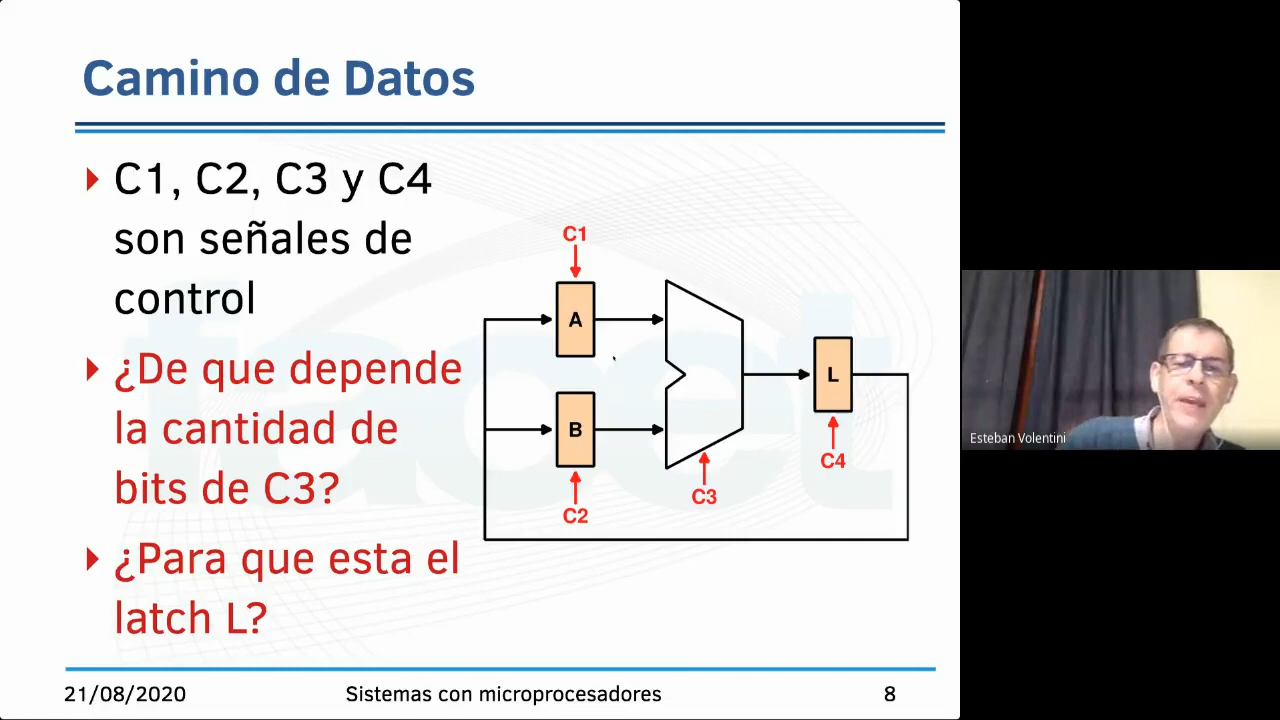 Camino de Datos
C1, C2, C3 y C4
son señales de
control
¿De que depende
la cantidad de
bits de C3?
¿Para que esta el
latch L?
C1
A
B
C2
C3
L
C4
Esteban Volentini
facet
21/08/2020
Sistemas con microprocesadores
8